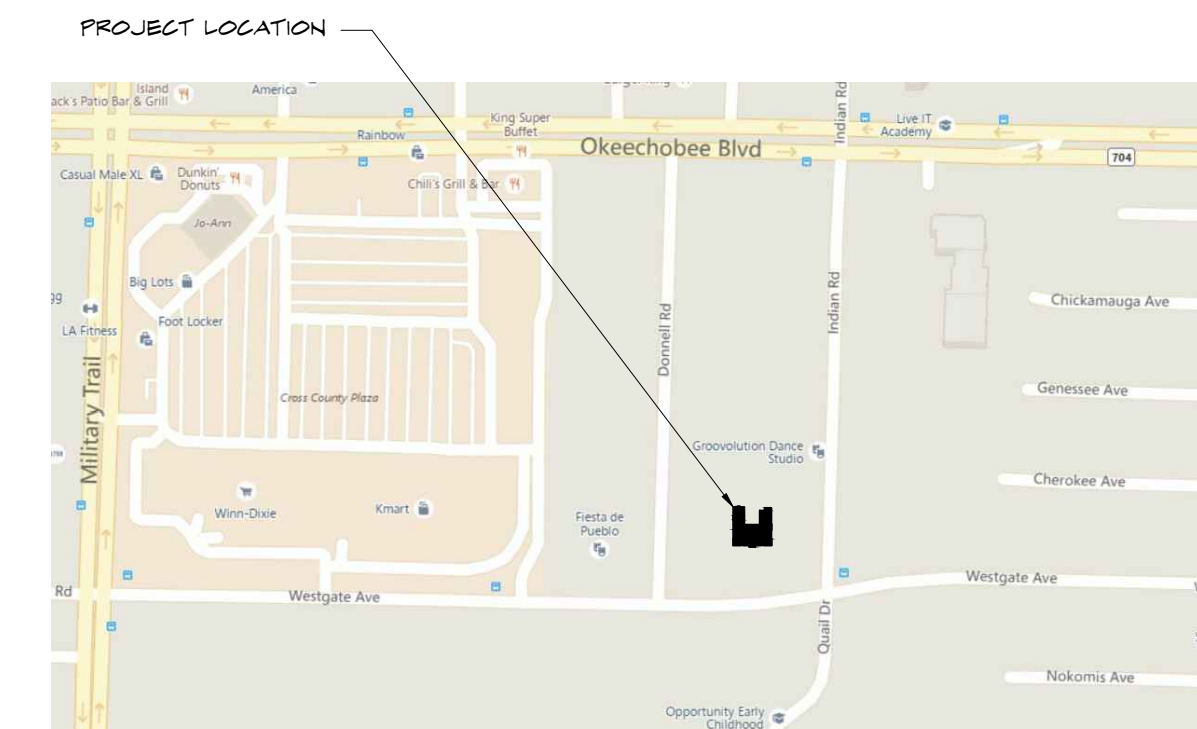 PROJECT LOCATION
Island
ack's Patio Bar & Grill
America
Indian Rd
King Super
Buffet
Live IT
Academy
Rainbow
Okeechobee Blvd
704
Casual Male XL
Dunkin'
Donuts
Chili's Grill & Bar
Jo-Ann
Big Lots
Foot Locker
LA Fitness
Military Trail
Cross County Plaza
Donnell Rd
Indian Rd
Chickamauga Ave
Genessee Ave
Groovolution Dance
Studio
Cherokee Ave
Winn-Dixie
Kmart
Fiesta de
Pueblo
Rd
Westgate Ave
Westgate Ave
Quail Dr
Nokomis Ave
Opportunity Early
Childhood